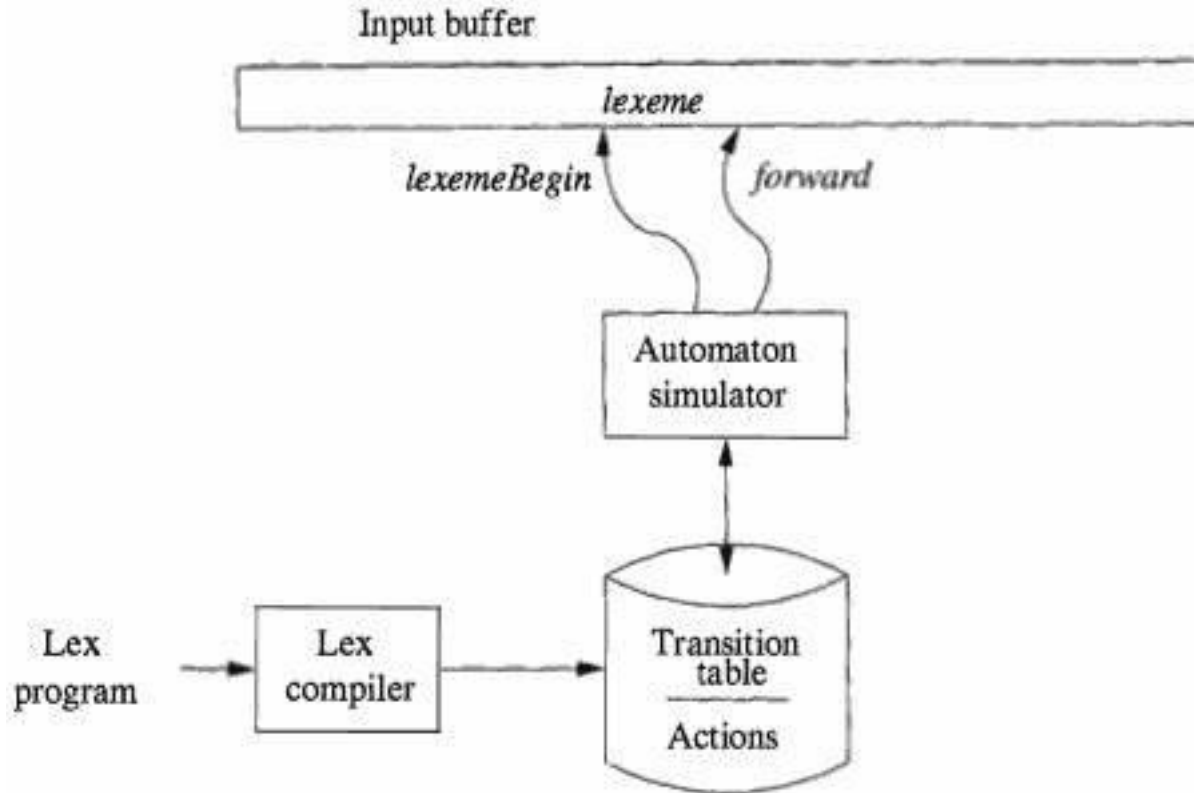 Input buffer
lexeme
lexemeBegin
forward
Automaton
simulator
Lex
program
Lex
compiler
Transition
table
Actions